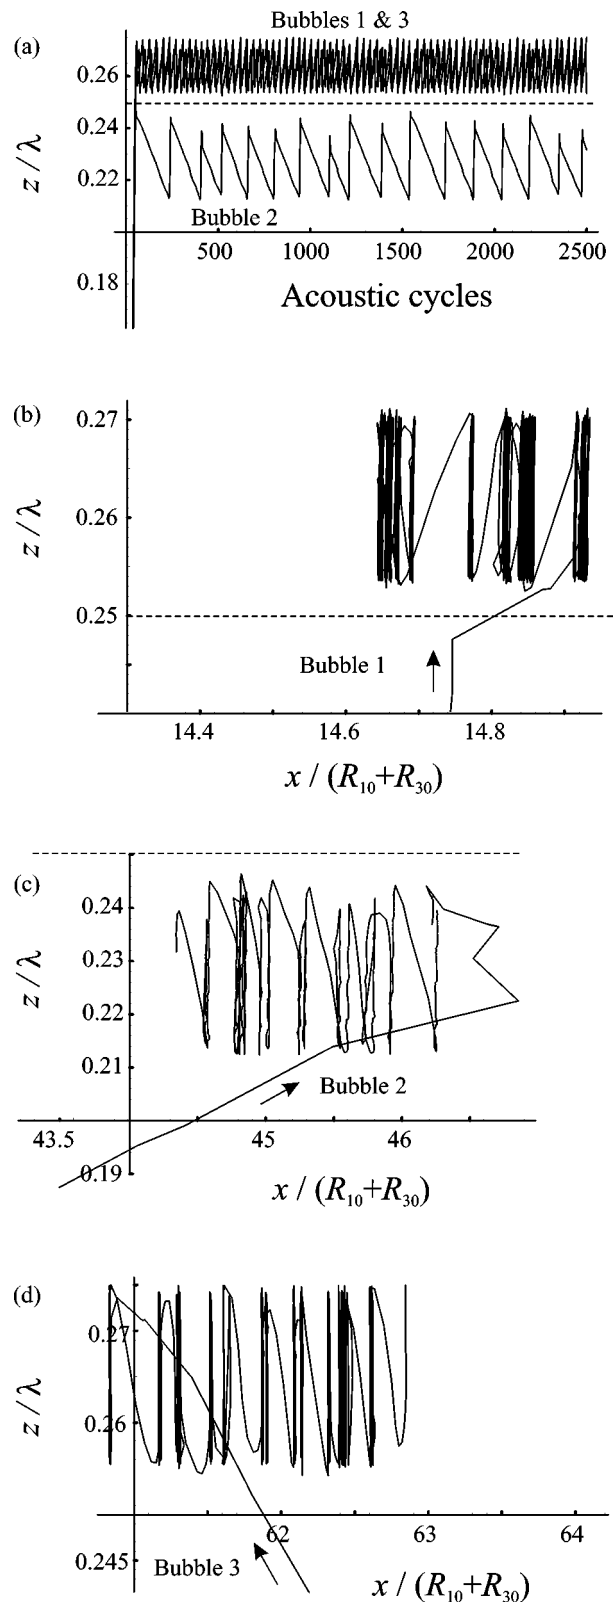 (a)
Bubbles 1 & 3
0.26
0.24
0.22
0.18
z / λ
Bubble 2
500
1000
1500
2000
2500
Acoustic cycles
(b)
0.27
0.26
0.25
z / λ
Bubble 1
14.4
14.6
14.8
x / (R₁₀+R₃₀)
(c)
0.24
0.23
0.22
0.21
0.19
z / λ
Bubble 2
43.5
45
46
x / (R₁₀+R₃₀)
(d)
0.27
0.26
0.245
z / λ
62
63
64
Bubble 3
x / (R₁₀+R₃₀)